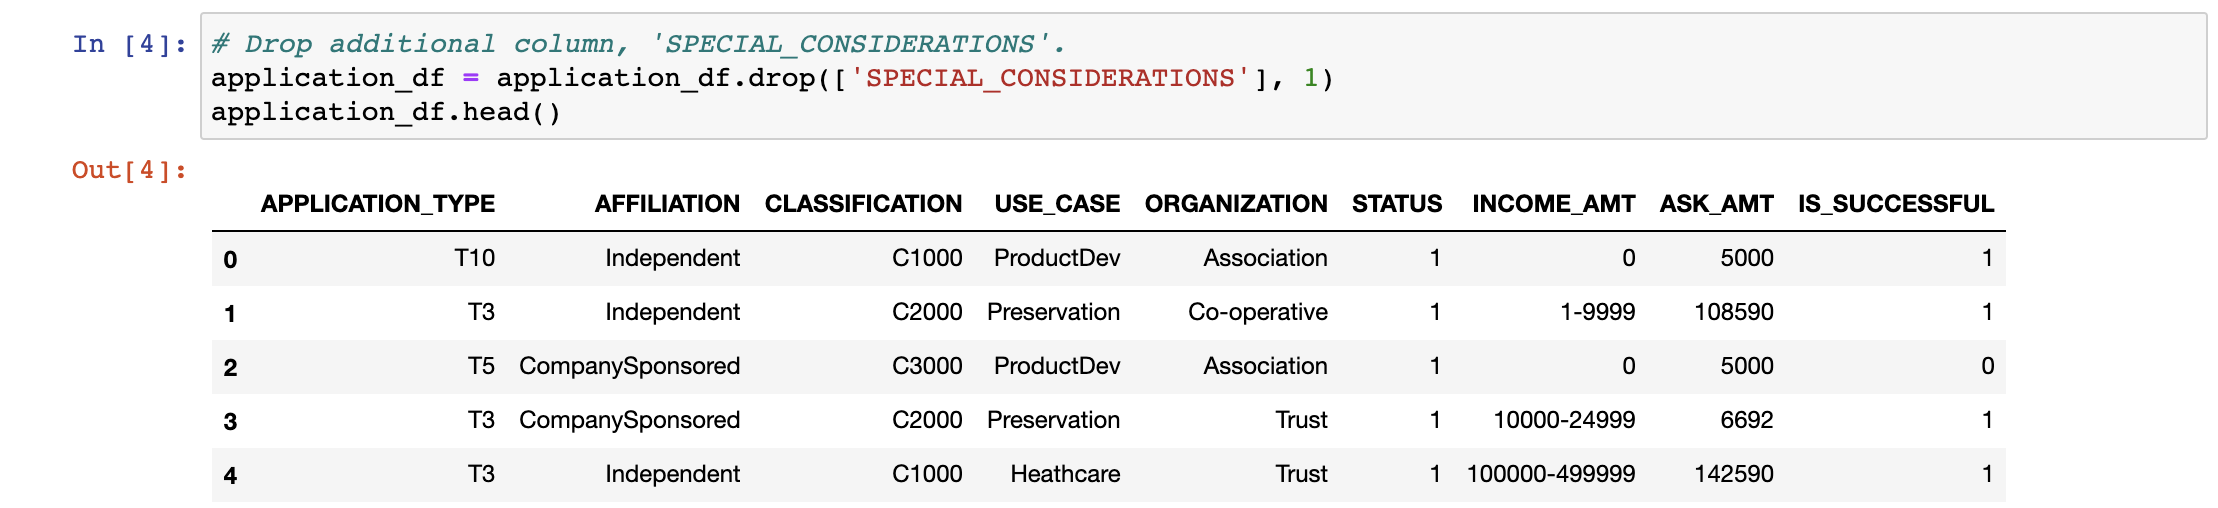 In [4]: # Drop additional column, 'SPECIAL_CONSIDERATIONS'.
application_df = application_df.drop(['SPECIAL_CONSIDERATIONS'], 1)
application_df.head()
Out[4]:
APPLICATION_TYPE AFFILIATION CLASSIFICATION USE_CASE ORGANIZATION STATUS INCOME_AMT ASK_AMT IS_SUCCESSFUL
0 T10 Independent C1000 ProductDev Association 1 0 5000 1
1 T3 Independent C2000 Preservation Co-operative 1 1-9999 108590 1
2 T5 CompanySponsored C3000 ProductDev Association 1 0 5000 0
3 T3 CompanySponsored C2000 Preservation Trust 1 10000-24999 6692 1
4 T3 Independent C1000 Heathcare Trust 1 100000-499999 142590 1